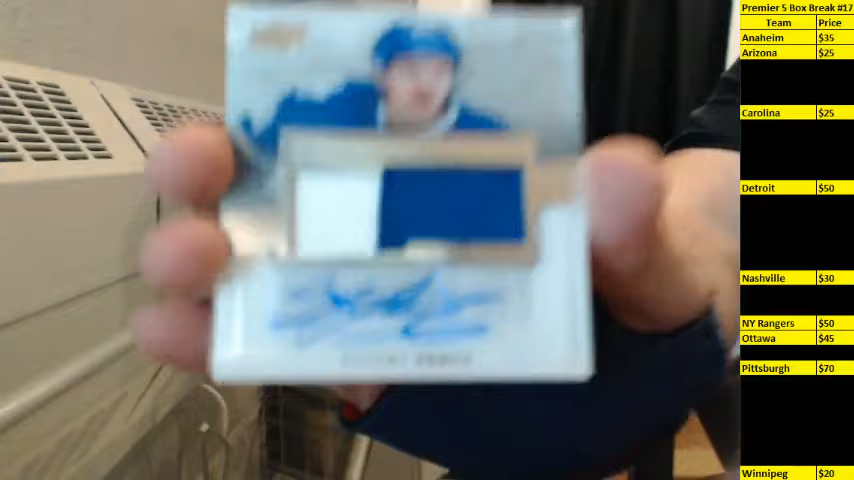 Premier 5 Box Break #17
Team Price
Anaheim $35
Arizona $25
Carolina $25
Detroit $50
Nashville $30
NY Rangers $50
Ottawa $45
Pittsburgh $70
Winnipeg $20